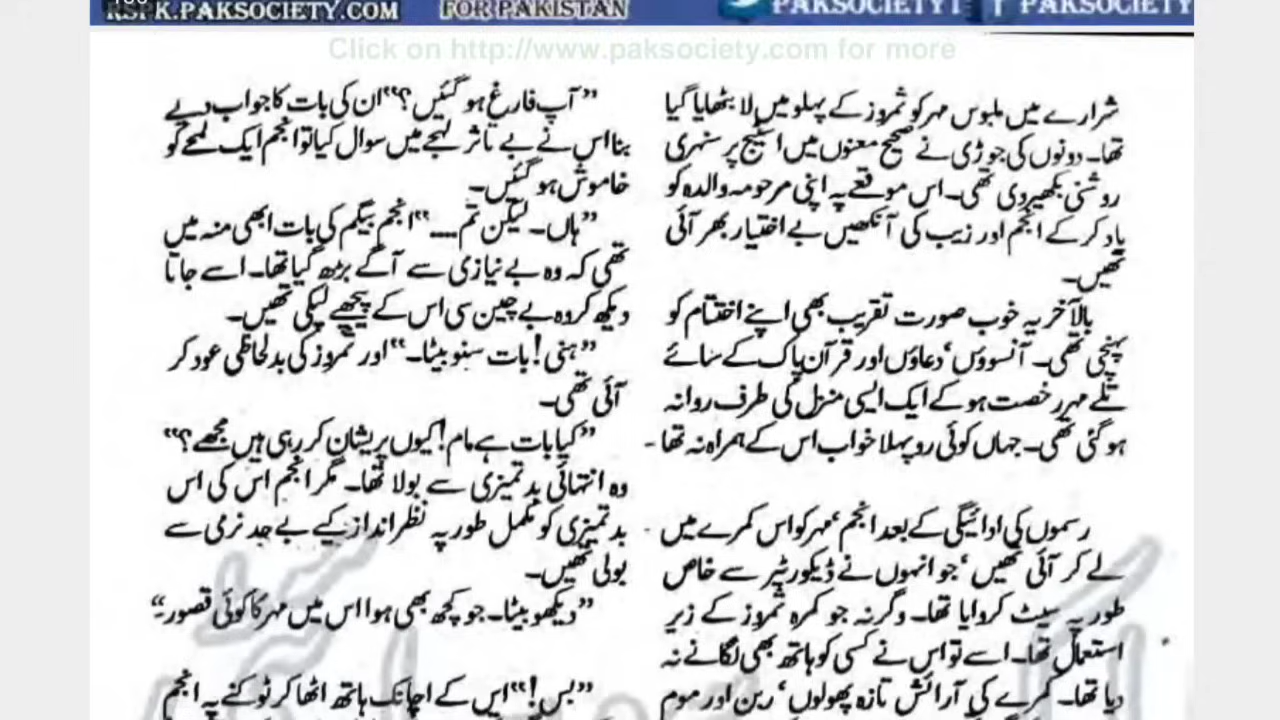 RSPK.PAKSOCIETY.COM
FOR PAKISTAN
PAKSOCIETY1
PAKSOCIETY
Click on http://www.paksociety.com for more
شرارے میں ملبوس مہر کو ثمروز کے پہلو میں لا بٹھایا گیا
تھا۔ دونوں کی جوڑی نے صحیح معنوں میں اسٹیج پر سنہری
روشنی بکھیر دی تھی۔ اس موقعے پہ اپنی مرحومہ والدہ کو
یاد کر کے انجم اور زیب کی آنکھیں بے اختیار بھر آئی
تھیں۔
بالآخر یہ خوب صورت تقریب بھی اپنے اختتام کو
پہنچی تھی۔ آنسوؤں، دعاؤں اور قرآن پاک کے سائے
تلے مہر رخصت ہو کے ایک ایسی منزل کی طرف روانہ
ہو گئی تھی۔ جہاں کوئی روپہلا خواب اس کے ہمراہ نہ تھا۔
رسموں کی ادائیگی کے بعد انجم، مہر کو اس کمرے میں
لے کر آئی تھیں، جو انہوں نے ڈیکوریٹر سے خاص
طور پہ سیٹ کروایا تھا۔ وگرنہ جو کمرہ ثمروز کے زیر
استعمال تھا۔ اسے تو اس نے کسی کو ہاتھ بھی لگانے نہ
دیا تھا۔ کمرے کی آرائش تازہ پھولوں، ربن اور موم
”آپ فارغ ہو گئیں؟“ ان کی بات کا جواب دیے
بنا اس نے بے تاثر لہجے میں سوال کیا تو انجم ایک لمحے کو
خاموش ہو گئیں۔
”ہاں۔ لیکن تم۔۔۔“ انجم بیگم کی بات ابھی منہ میں
تھی کہ وہ بے نیازی سے آگے بڑھ گیا تھا۔ اسے جاتا
دیکھ کر وہ بے چین سی اس کے پیچھے لپکی تھیں۔
”ہنی! بات سنو بیٹا۔“ اور ثمروز کی بدلحاظی عود کر
آئی تھی۔
”کیا بات ہے مام! کیوں پریشان کر رہی ہیں مجھے؟“
وہ انتہائی بدتمیزی سے بولا تھا۔ مگر انجم اس کی اس
بدتمیزی کو مکمل طور پہ نظر انداز کیے بے حد نرمی سے
بولی تھیں۔
”دیکھو بیٹا۔ جو کچھ بھی ہوا اس میں مہر کا کوئی قصور۔“
”بس!“ اس کے اچانک ہاتھ اٹھا کر ٹوکنے پہ انجم